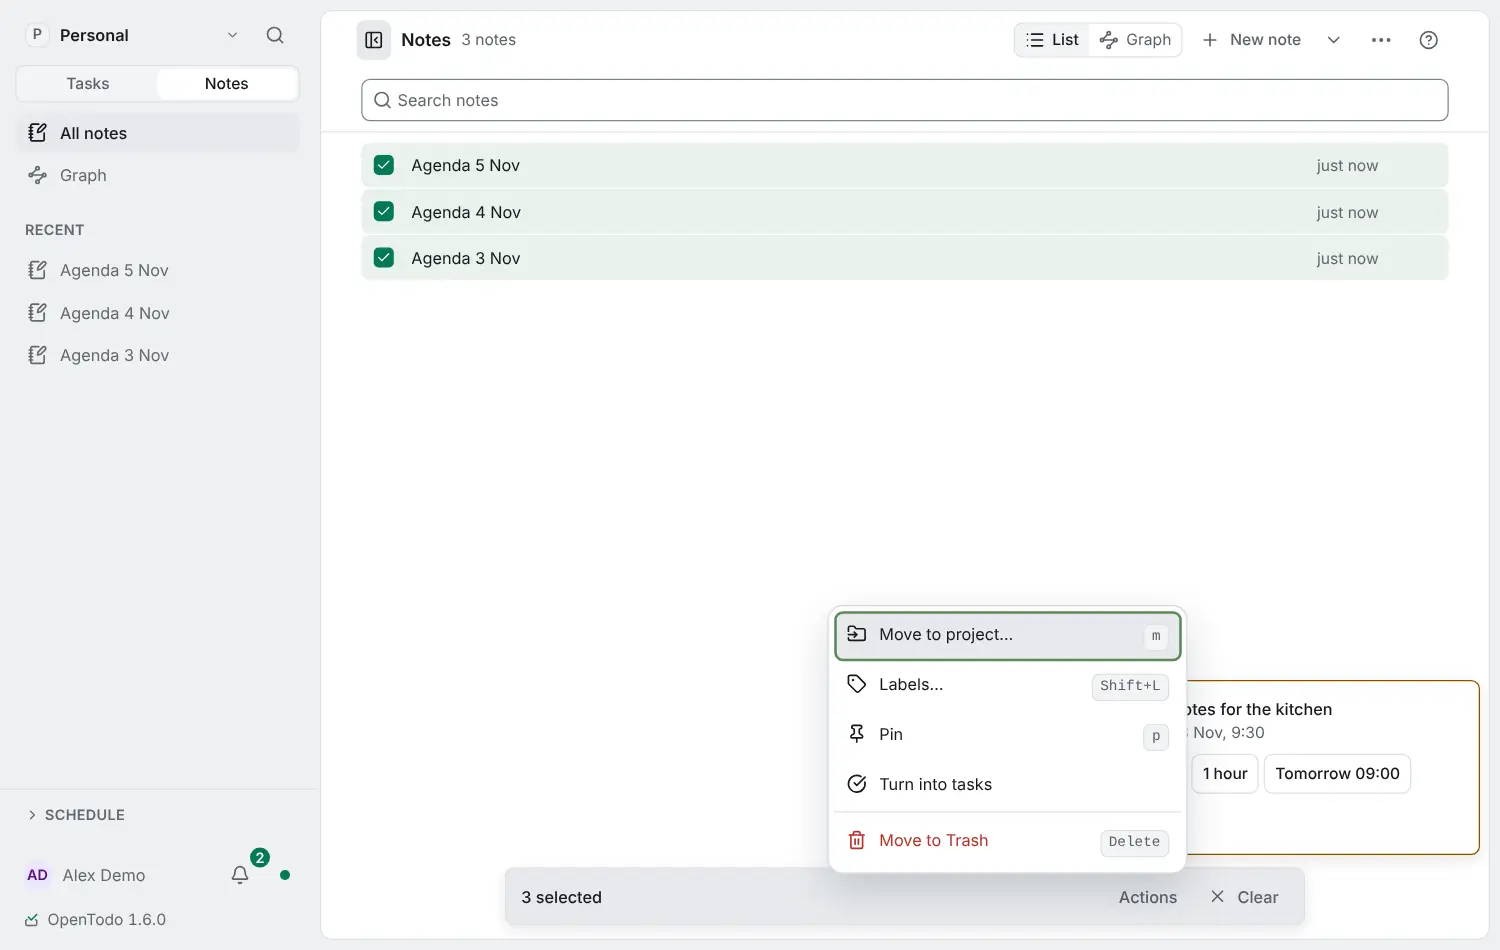 P Personal
Tasks Notes
All notes
Graph
RECENT
Agenda 5 Nov
Agenda 4 Nov
Agenda 3 Nov
SCHEDULE
AD Alex Demo 2
OpenTodo 1.6.0
Notes 3 notes
List Graph New note
Search notes
Agenda 5 Nov just now
Agenda 4 Nov just now
Agenda 3 Nov just now
Move to project... m
Labels... Shift+L
Pin p
Turn into tasks
Move to Trash Delete
for the kitchen
Nov, 9:30
1 hour Tomorrow 09:00
3 selected Actions Clear